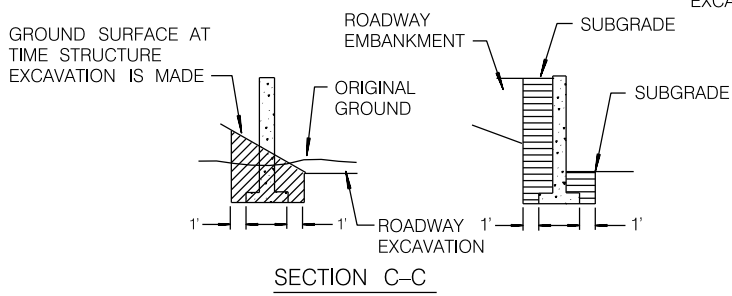 EXCA
GROUND SURFACE AT
TIME STRUCTURE
EXCAVATION IS MADE
ORIGINAL
GROUND
ROADWAY
EMBANKMENT
SUBGRADE
SUBGRADE
1'
1'
ROADWAY
EXCAVATION
1'
1'
SECTION C–C